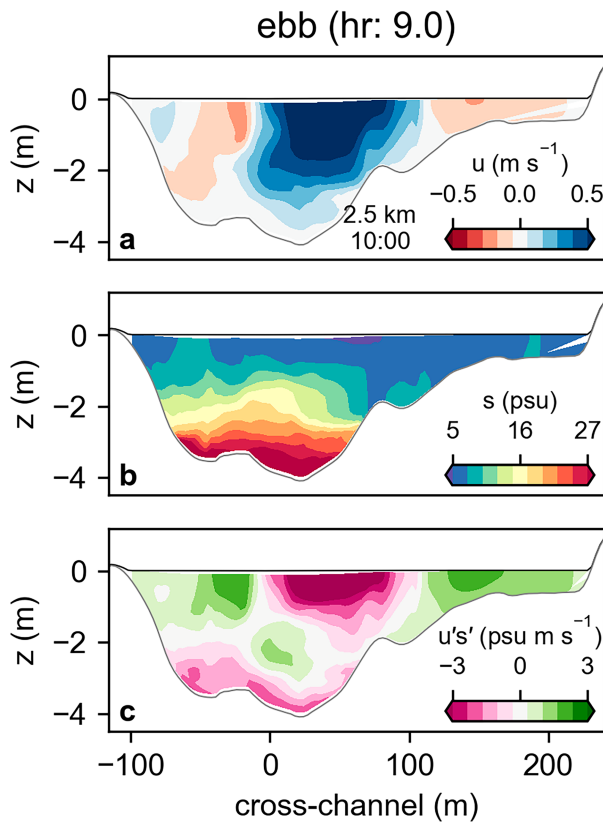 ebb (hr: 9.0)
z (m)
0
−2
−4
a
2.5 km
10:00
u (m s⁻¹)
−0.5 0.0 0.5
z (m)
0
−2
−4
b
s (psu)
5 16 27
z (m)
0
−2
−4
c
u′s′ (psu m s⁻¹)
−3 0 3
−100 0 100 200
cross-channel (m)